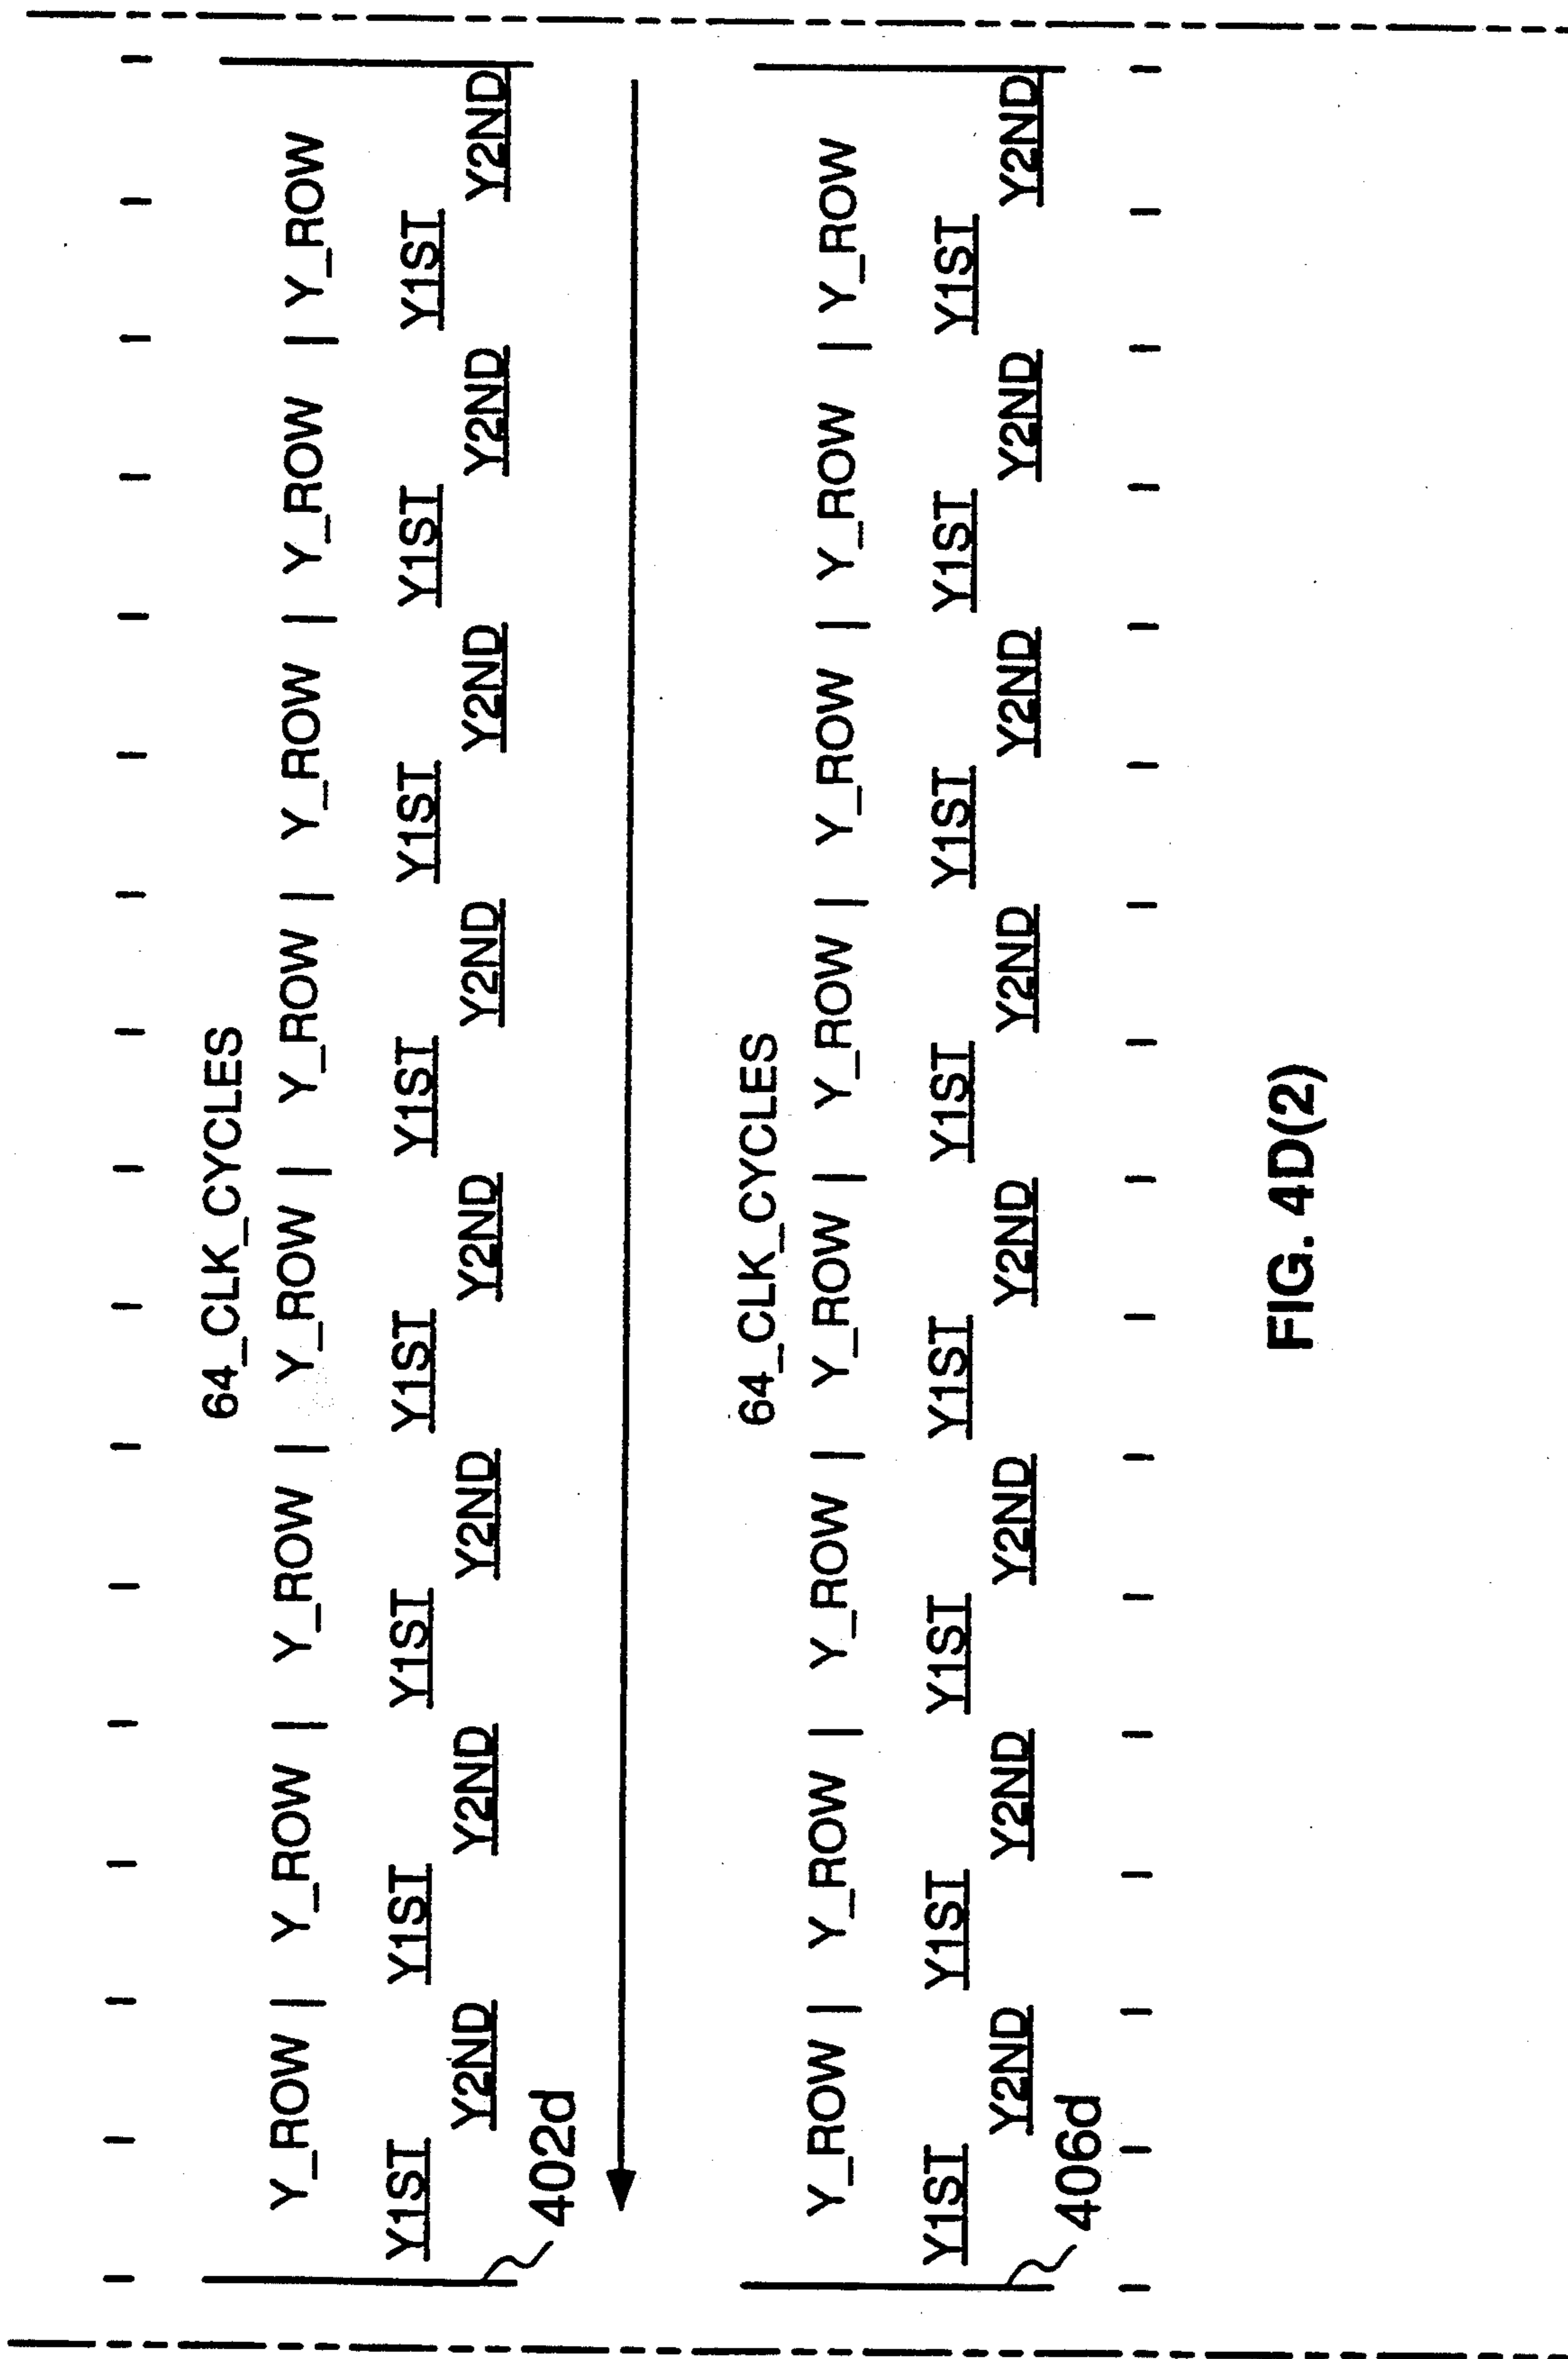 64_CLK_CYCLES
Y_ROW | Y_ROW | Y_ROW | Y_ROW | Y_ROW | Y_ROW | Y_ROW | Y_ROW
Y1ST Y1ST Y1ST Y1ST Y1ST Y1ST Y1ST Y1ST
Y2ND Y2ND Y2ND Y2ND Y2ND Y2ND Y2ND Y2ND
402d
64_CLK_CYCLES
Y_ROW | Y_ROW | Y_ROW | Y_ROW | Y_ROW | Y_ROW | Y_ROW | Y_ROW
Y1ST Y1ST Y1ST Y1ST Y1ST Y1ST Y1ST Y1ST
Y2ND Y2ND Y2ND Y2ND Y2ND Y2ND Y2ND Y2ND
406d
FIG. 4D(2)